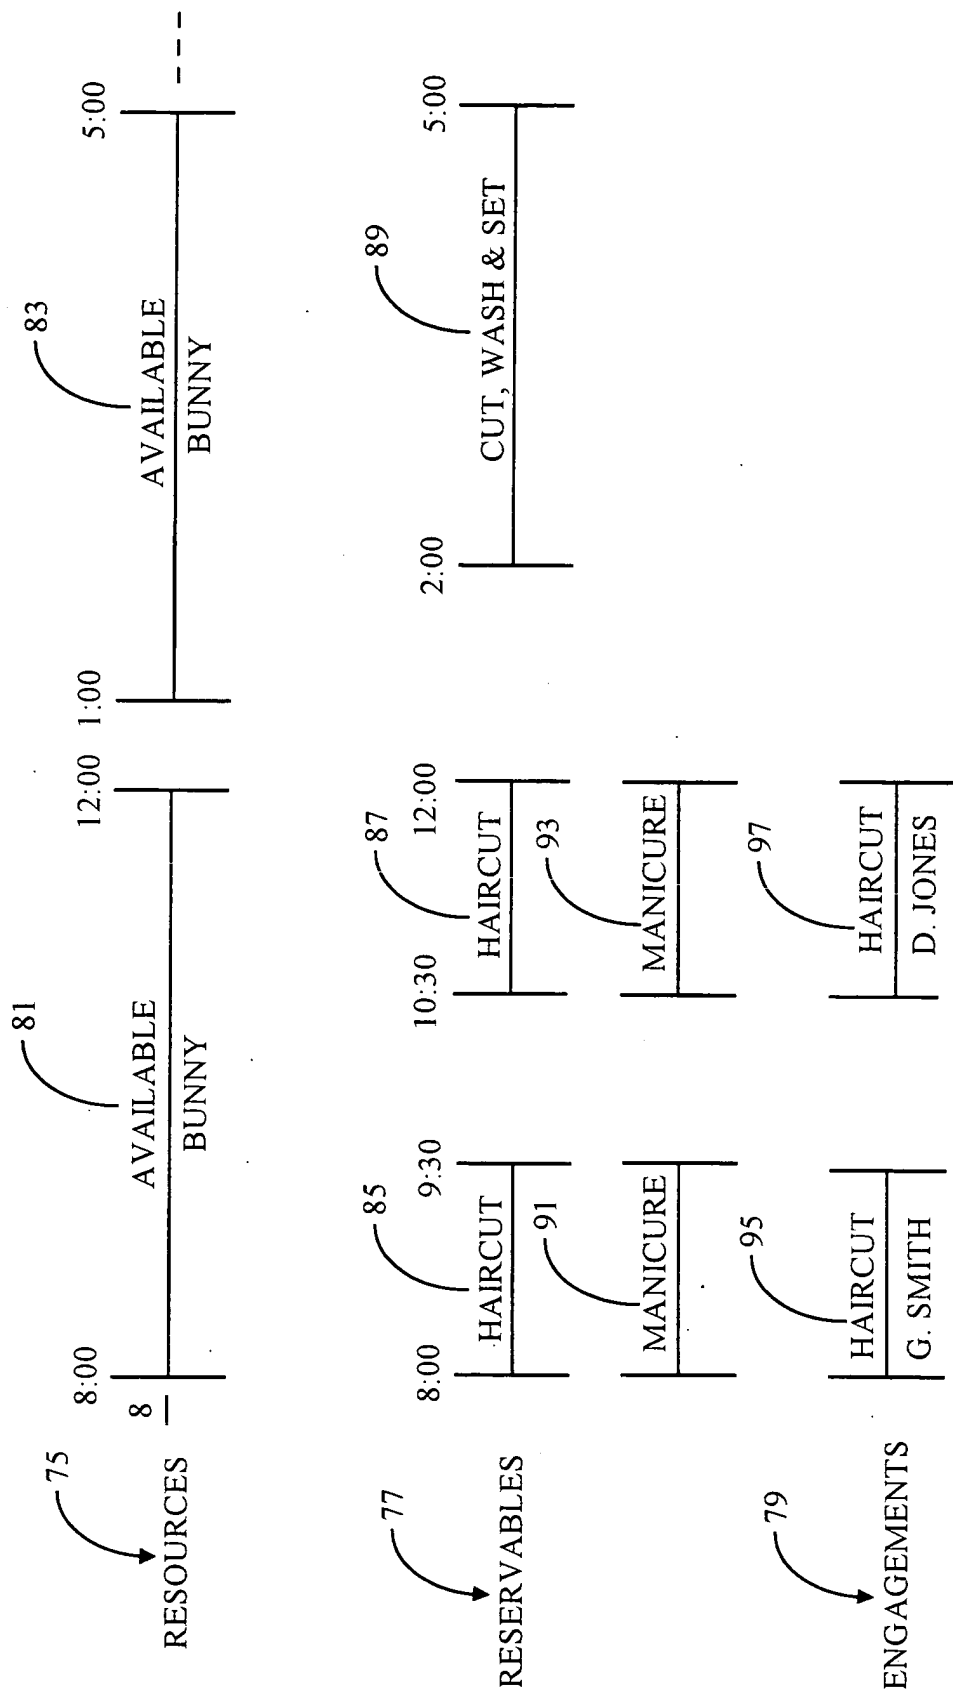 75
RESOURCES
8
8:00
81
AVAILABLE
BUNNY
12:00
1:00
83
AVAILABLE
BUNNY
5:00
77
RESERVABLES
8:00
85
HAIRCUT
9:30
10:30
87
HAIRCUT
12:00
2:00
89
CUT, WASH & SET
5:00
91
MANICURE
93
MANICURE
79
ENGAGEMENTS
95
HAIRCUT
G. SMITH
97
HAIRCUT
D. JONES